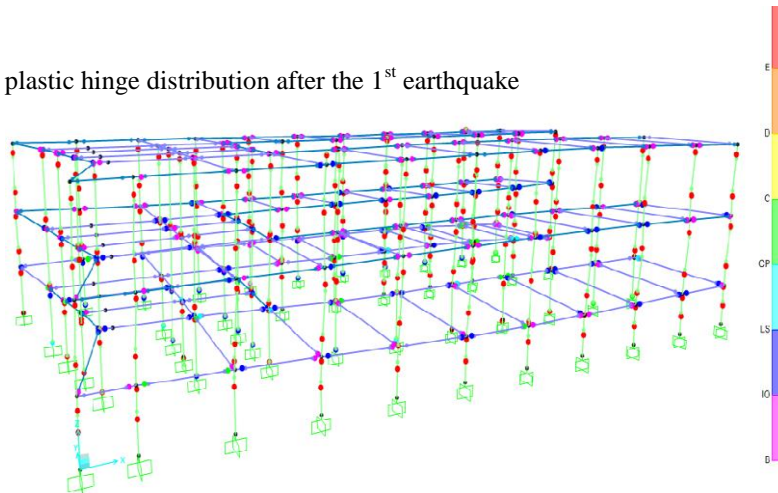 plastic hinge distribution after the 1st earthquake
E
D
C
CP
LS
IO
B
Z
Y
X